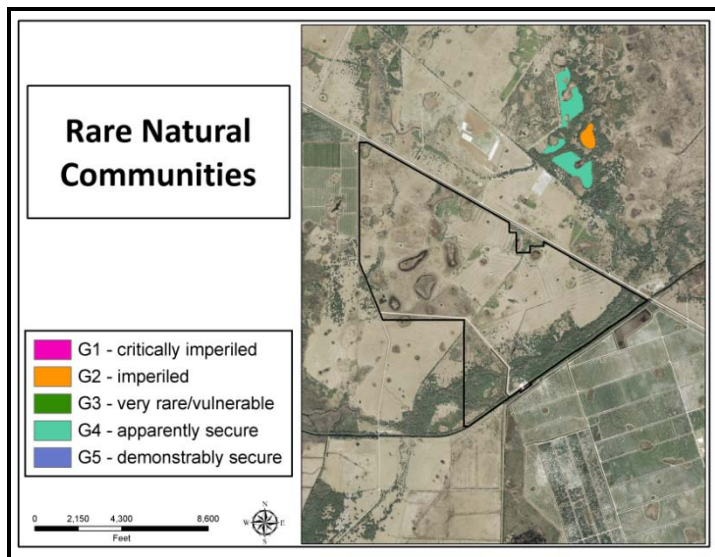 Rare Natural
Communities
G1 - critically imperiled
G2 - imperiled
G3 - very rare/vulnerable
G4 - apparently secure
G5 - demonstrably secure
0 2,150 4,300 8,600
Feet
N
W E
S